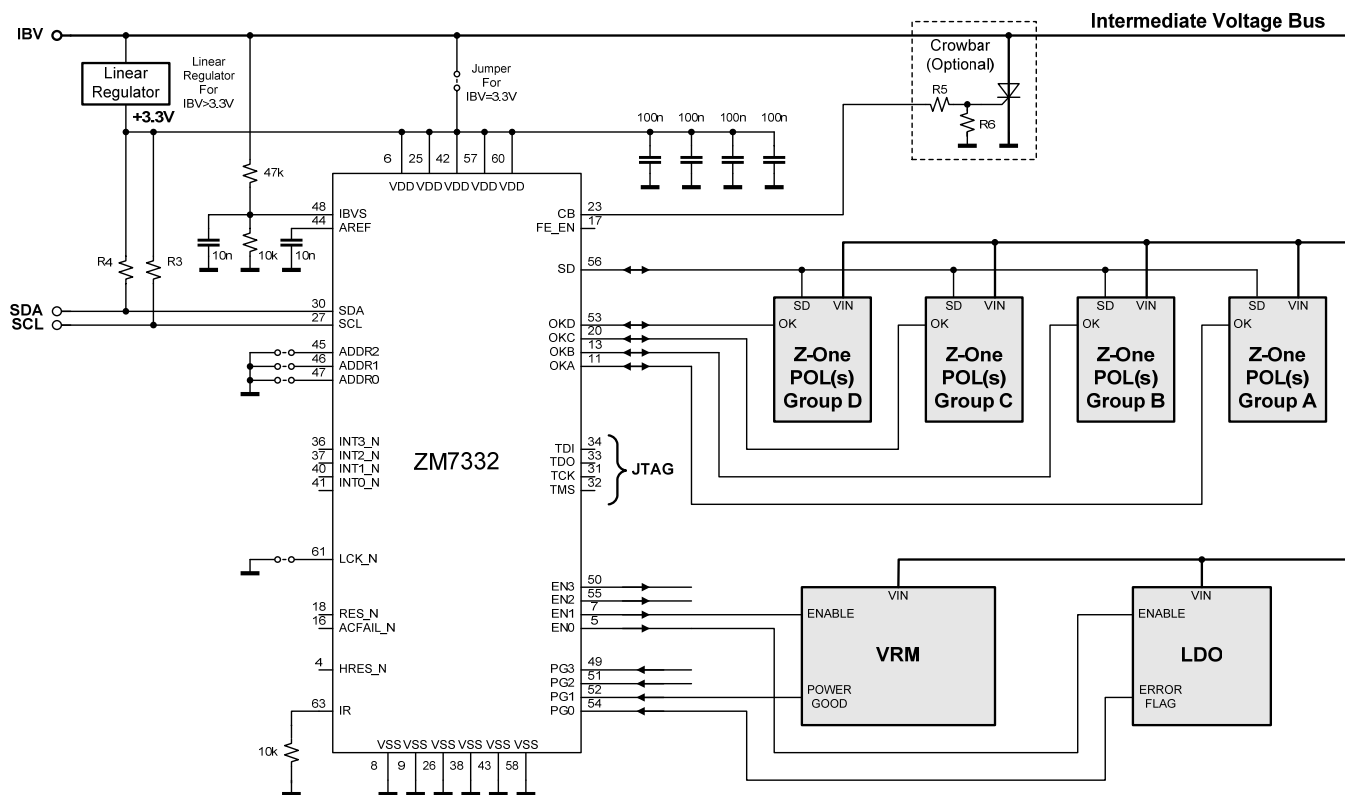 Intermediate Voltage Bus
IBV
Crowbar
(Optional)
Linear
Regulator
Linear
Regulator
For
IBV>3.3V
Jumper
For
IBV=3.3V
+3.3V
R5
R6
100n 100n 100n 100n
6 25 42 57 60
VDD VDD VDD VDD VDD
47k
48 IBVS
44 AREF
10n 10k 10n
CB 23
FE_EN 17
SD 56
R4 R3
SDA
SCL
30 SDA
27 SCL
45 ADDR2
46 ADDR1
47 ADDR0
OKD 53
OKC 20
OKB 13
OKA 11
SD VIN
OK
Z-One
POL(s)
Group D
SD VIN
OK
Z-One
POL(s)
Group C
SD VIN
OK
Z-One
POL(s)
Group B
SD VIN
OK
Z-One
POL(s)
Group A
36 INT3_N
37 INT2_N
40 INT1_N
41 INT0_N
ZM7332
TDI 34
TDO 33
TCK 31
TMS 32
JTAG
61 LCK_N
18 RES_N
16 ACFAIL_N
4 HRES_N
63 IR
10k
EN3 50
EN2 55
EN1 7
EN0 5
PG3 49
PG2 51
PG1 52
PG0 54
VIN
ENABLE
VRM
POWER
GOOD
VIN
ENABLE
LDO
ERROR
FLAG
VSS VSS VSS VSS VSS VSS
8 9 26 38 43 58